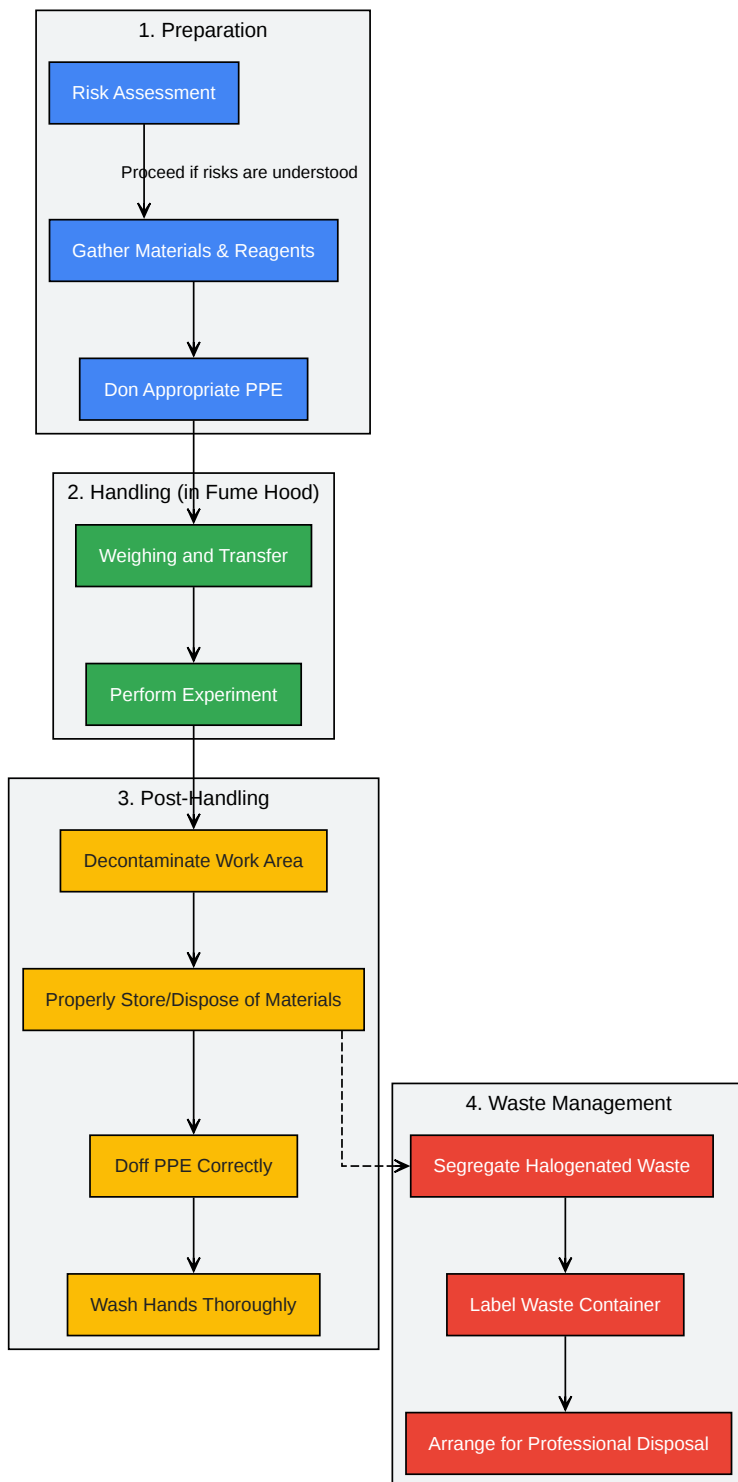 1. Preparation
Risk Assessment
Proceed if risks are understood
Gather Materials & Reagents
Don Appropriate PPE
2. Handling (in Fume Hood)
Weighing and Transfer
Perform Experiment
3. Post-Handling
Decontaminate Work Area
Properly Store/Dispose of Materials
Doff PPE Correctly
Wash Hands Thoroughly
4. Waste Management
Segregate Halogenated Waste
Label Waste Container
Arrange for Professional Disposal